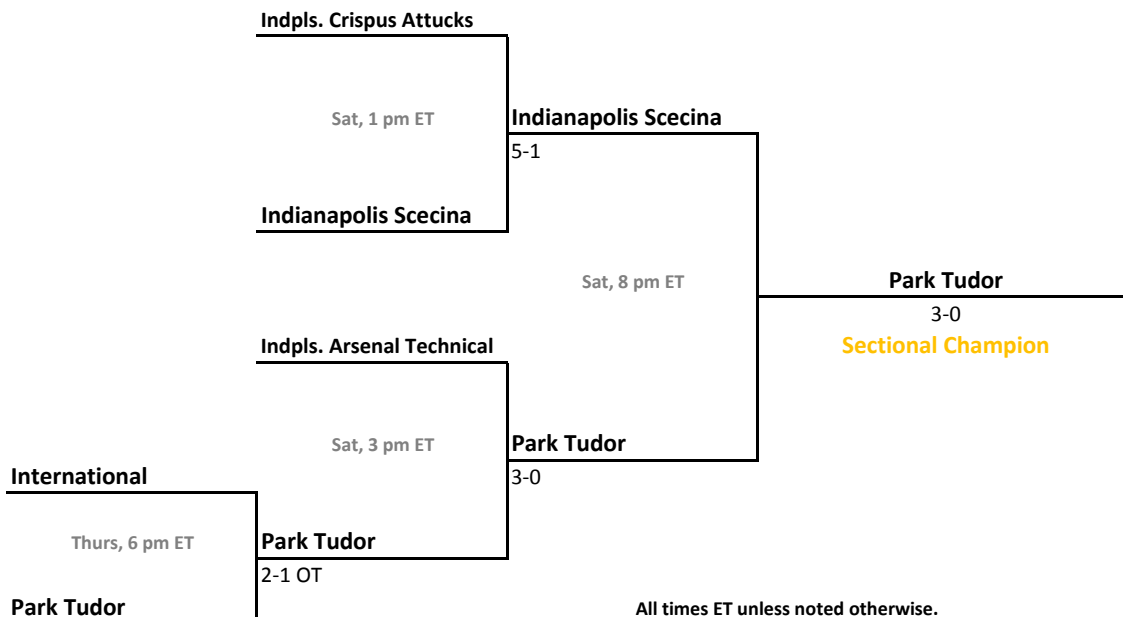 Indpls. Crispus Attucks
Sat, 1 pm ET
Indianapolis Scecina
5-1
Indianapolis Scecina
Sat, 8 pm ET
Park Tudor
3-0
Sectional Champion
Indpls. Arsenal Technical
Sat, 3 pm ET
Park Tudor
3-0
International
Thurs, 6 pm ET
Park Tudor
2-1 OT
Park Tudor
All times ET unless noted otherwise.